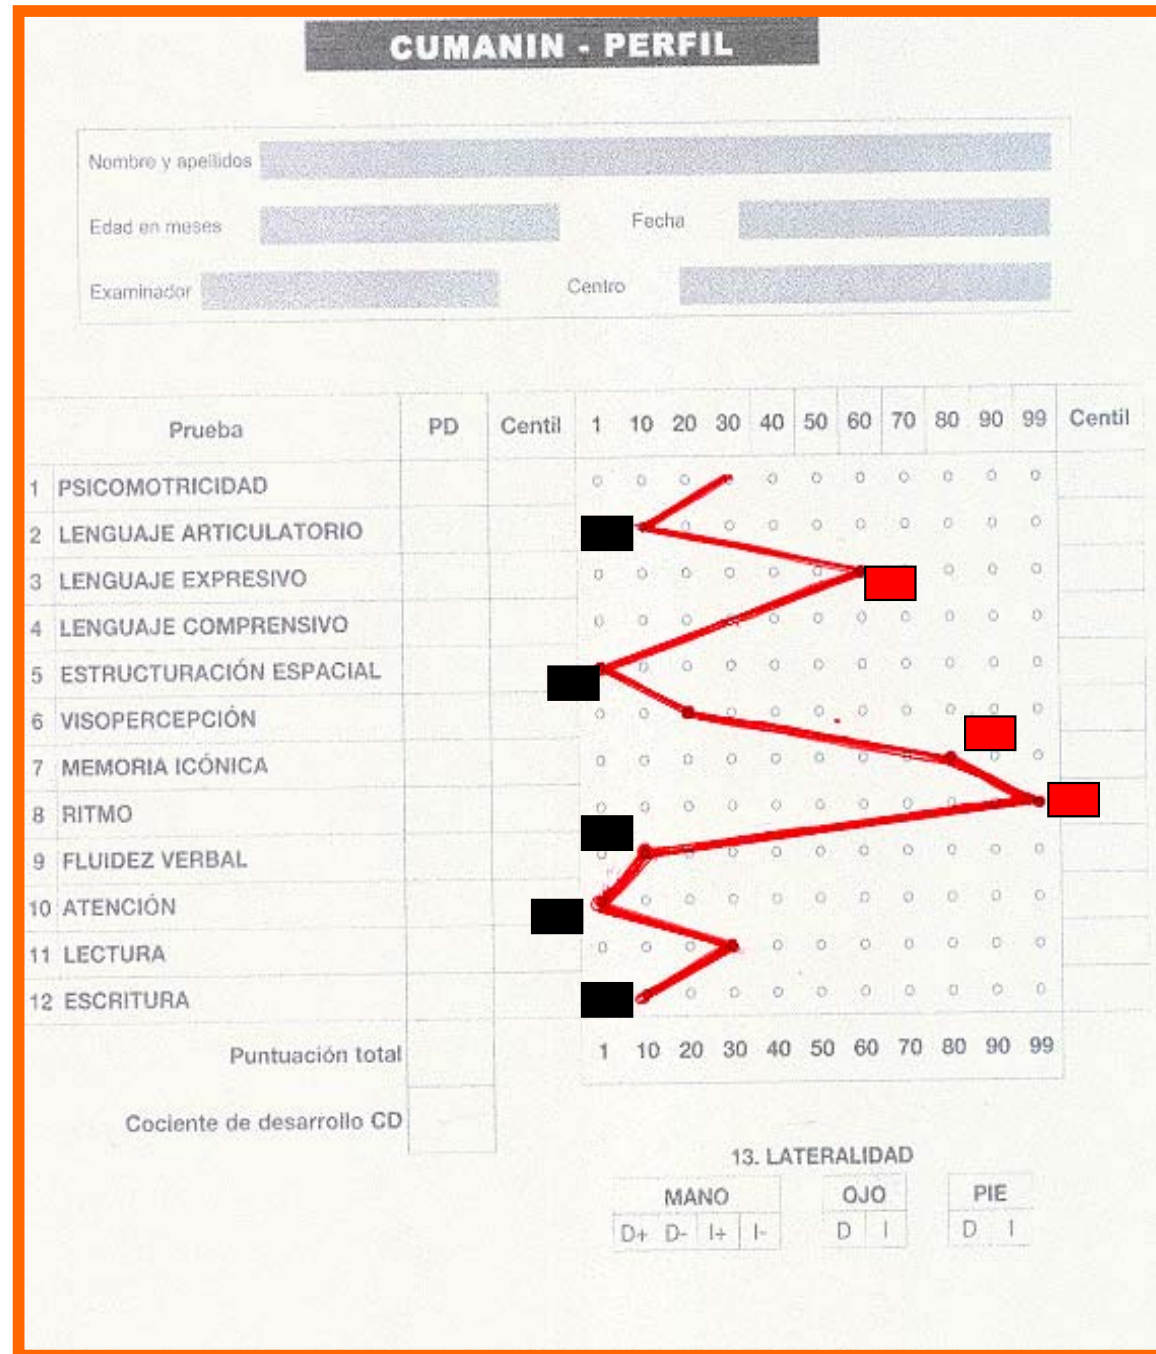 CUMANIN - PERFIL
Nombre y apellidos
Edad en meses Fecha
Examinador Centro
Prueba PD Centil 1 10 20 30 40 50 60 70 80 90 99 Centil
1 PSICOMOTRICIDAD
2 LENGUAJE ARTICULATORIO
3 LENGUAJE EXPRESIVO
4 LENGUAJE COMPRENSIVO
5 ESTRUCTURACIÓN ESPACIAL
6 VISOPERCEPCIÓN
7 MEMORIA ICÓNICA
8 RITMO
9 FLUIDEZ VERBAL
10 ATENCIÓN
11 LECTURA
12 ESCRITURA
Puntuación total 1 10 20 30 40 50 60 70 80 90 99
Cociente de desarrollo CD
13. LATERALIDAD
MANO OJO PIE
D+ D- I+ I- D I D I